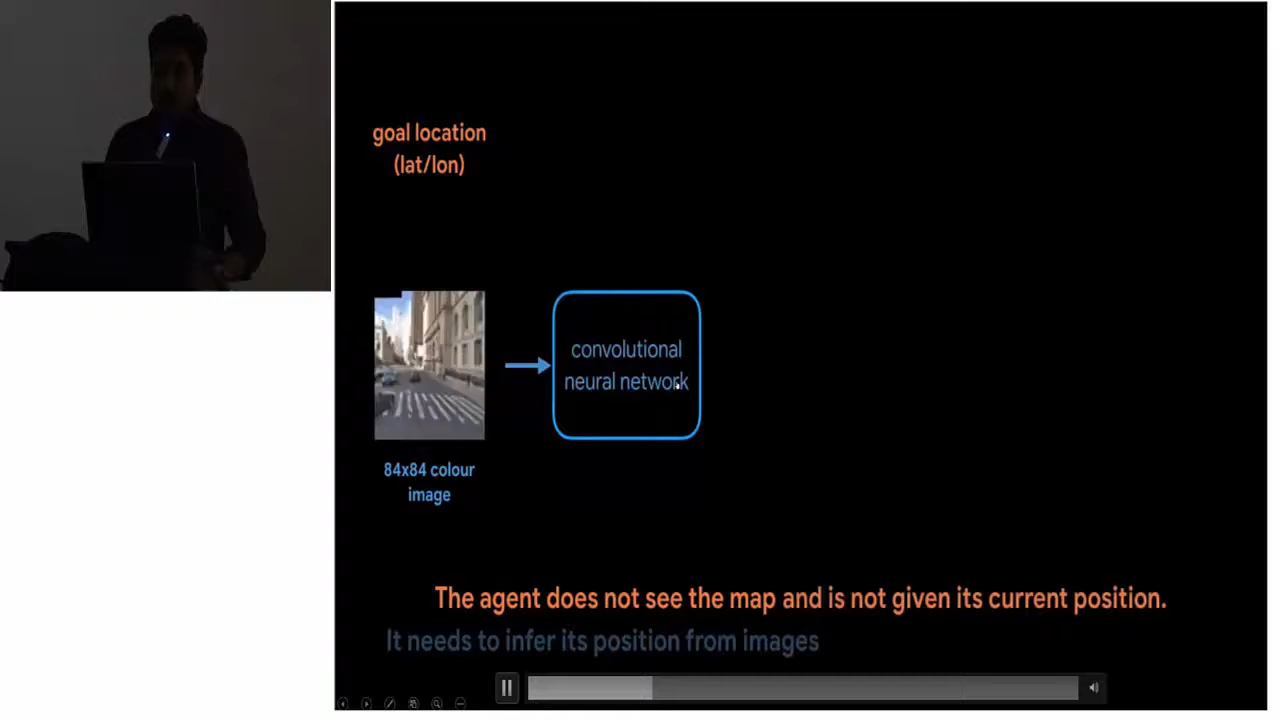 goal location
(lat/lon)
convolutional
neural network
84x84 colour
image
The agent does not see the map and is not given its current position.
It needs to infer its position from images